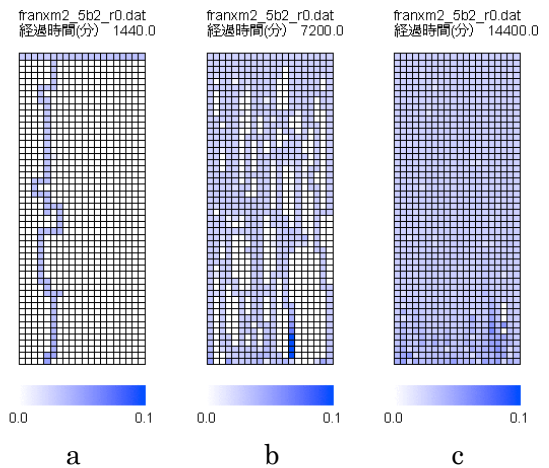 franxm2_5b2_r0.dat
経過時間(分) 1440.0
franxm2_5b2_r0.dat
経過時間(分) 7200.0
franxm2_5b2_r0.dat
経過時間(分) 14400.0
0.0 0.1
0.0 0.1
0.0 0.1
a
b
c